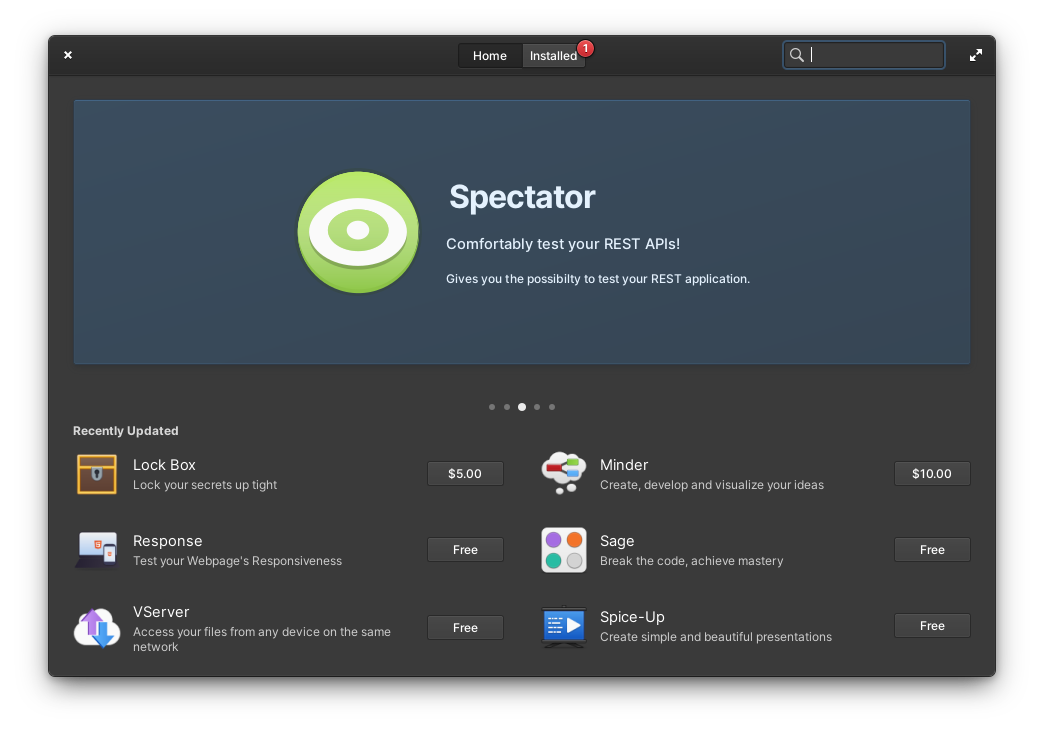 Home
Installed
1
Spectator
Comfortably test your REST APIs!
Gives you the possibilty to test your REST application.
Recently Updated
Lock Box
Lock your secrets up tight
$5.00
Minder
Create, develop and visualize your ideas
$10.00
Response
Test your Webpage's Responsiveness
Free
Sage
Break the code, achieve mastery
Free
VServer
Access your files from any device on the same
network
Free
Spice-Up
Create simple and beautiful presentations
Free